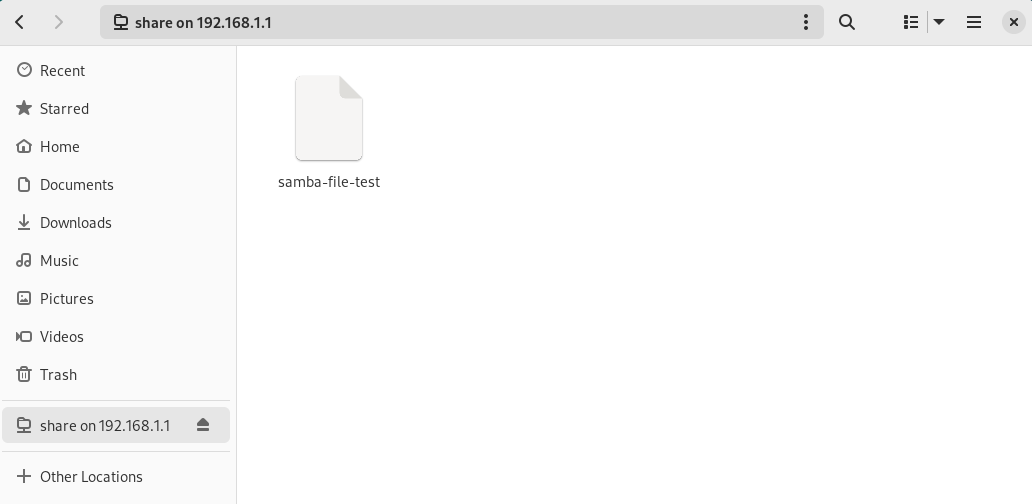 share on 192.168.1.1
Recent
Starred
Home
Documents
Downloads
Music
Pictures
Videos
Trash
share on 192.168.1.1
Other Locations
samba-file-test